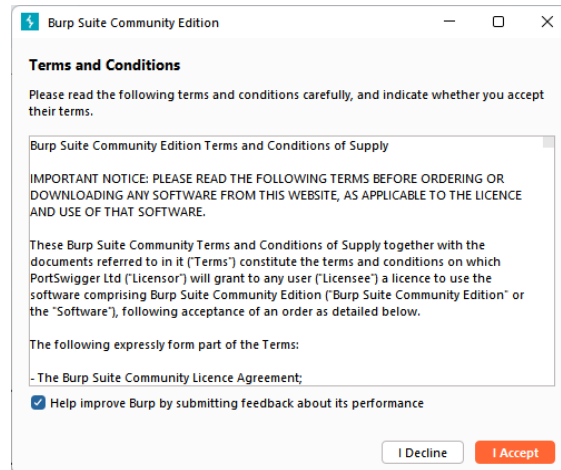 Burp Suite Community Edition
Terms and Conditions
Please read the following terms and conditions carefully, and indicate whether you accept
their terms.
Burp Suite Community Edition Terms and Conditions of Supply
IMPORTANT NOTICE: PLEASE READ THE FOLLOWING TERMS BEFORE ORDERING OR
DOWNLOADING ANY SOFTWARE FROM THIS WEBSITE, AS APPLICABLE TO THE LICENCE
AND USE OF THAT SOFTWARE.
These Burp Suite Community Terms and Conditions of Supply together with the
documents referred to in it ("Terms") constitute the terms and conditions on which
PortSwigger Ltd ("Licensor") will grant to any user ("Licensee") a licence to use the
software comprising Burp Suite Community Edition ("Burp Suite Community Edition" or
the "Software"), following acceptance of an order as detailed below.
The following expressly form part of the Terms:
- The Burp Suite Community Licence Agreement;
Help improve Burp by submitting feedback about its performance
I Decline
I Accept